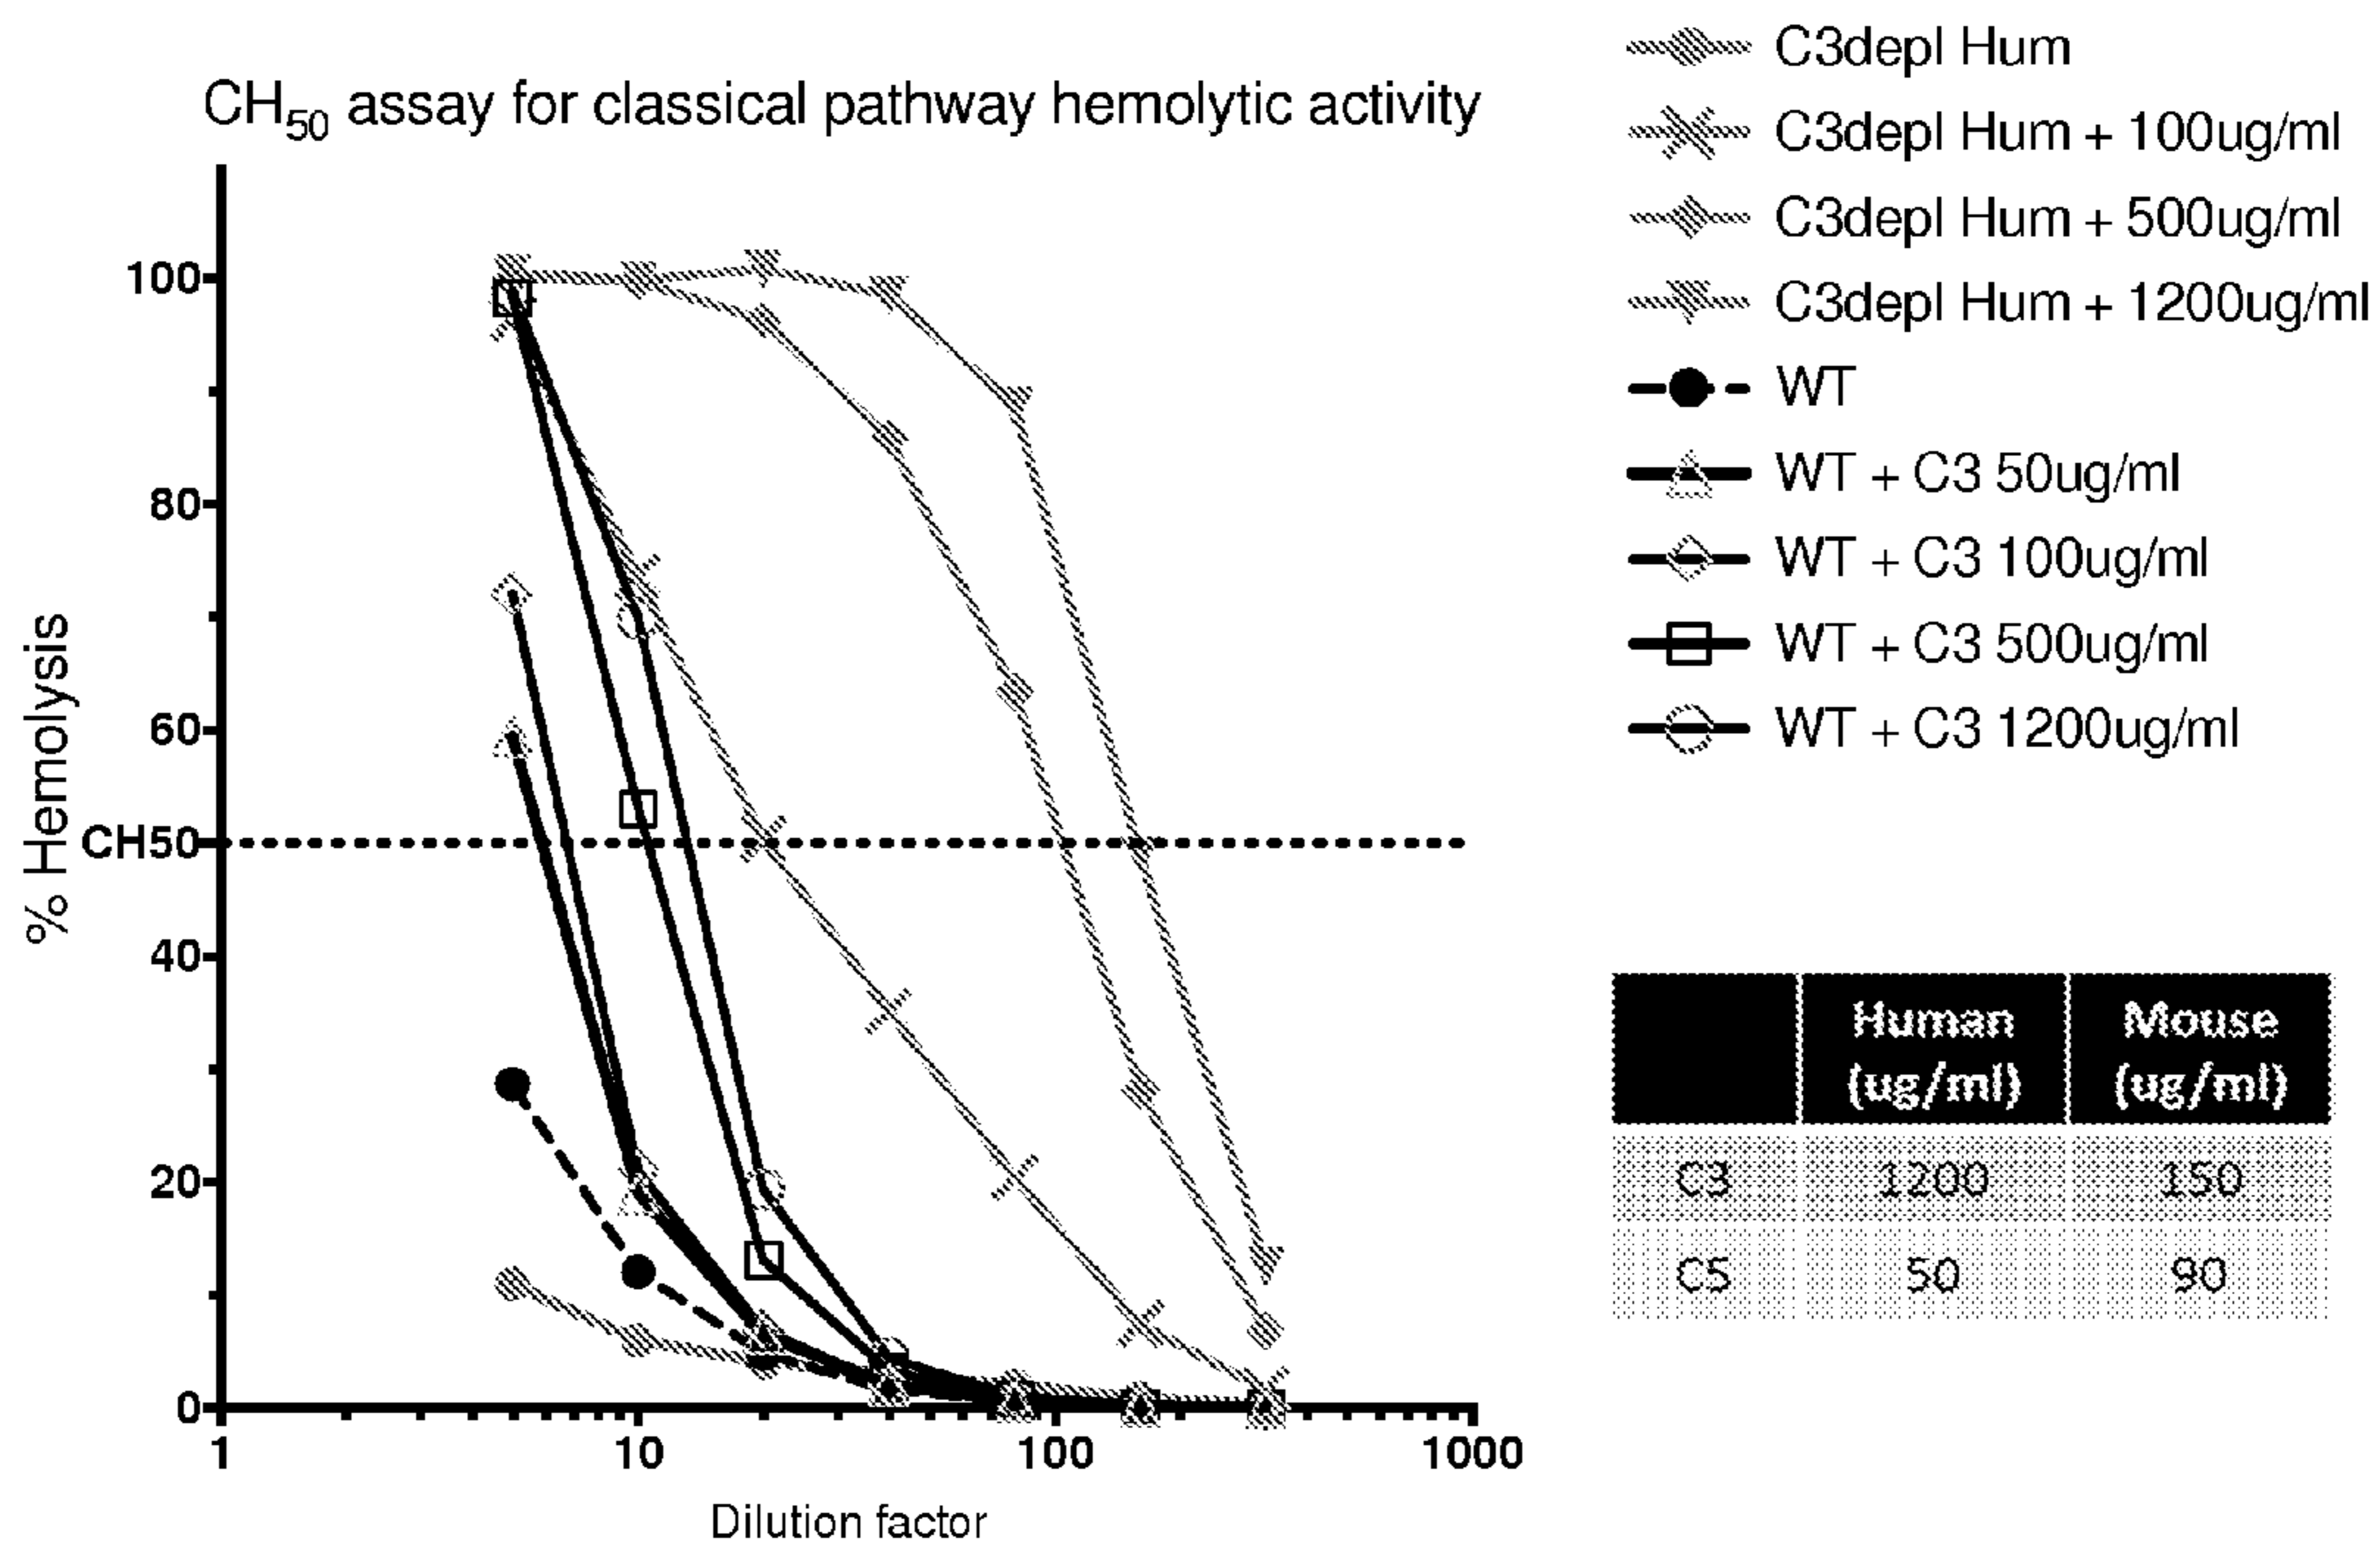 CH50 assay for classical pathway hemolytic activity
% Hemolysis
100
80
60
CH50
40
20
0
1
10
100
1000
Dilution factor
C3depl Hum
C3depl Hum + 100ug/ml
C3depl Hum + 500ug/ml
C3depl Hum + 1200ug/ml
WT
WT + C3 50ug/ml
WT + C3 100ug/ml
WT + C3 500ug/ml
WT + C3 1200ug/ml
Human (ug/ml)
Mouse (ug/ml)
C3 1200 150
C5 50 90